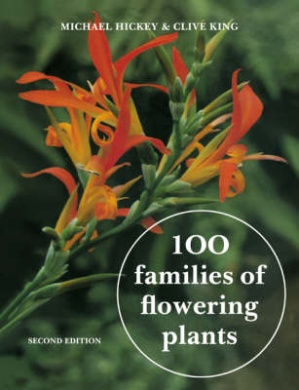 MICHAEL HICKEY & CLIVE KING
100
families of
flowering
plants
SECOND EDITION